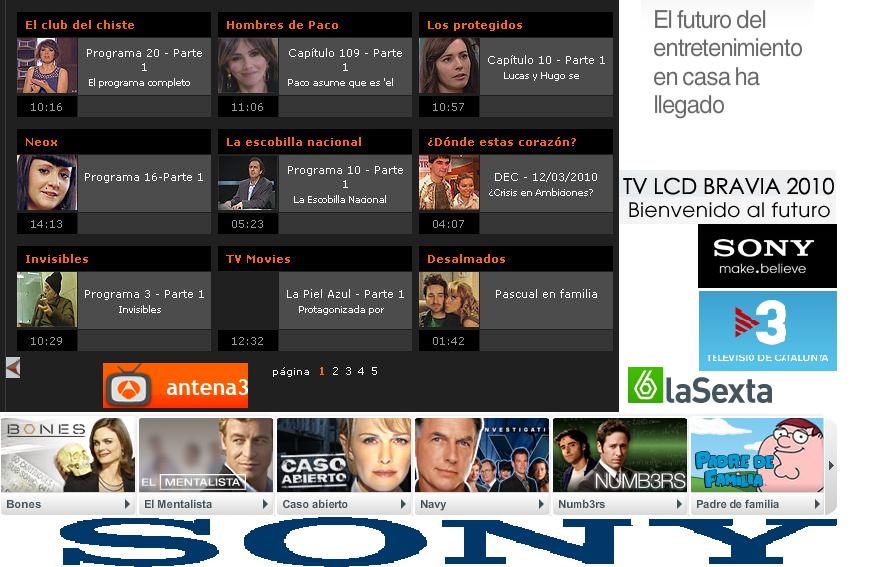 El club del chiste
Programa 20 - Parte
1
El programa completo
10:16
Hombres de Paco
Capítulo 109 - Parte
1
Paco asume que es 'el
11:06
Los protegidos
Capítulo 10 - Parte 1
Lucas y Hugo se
10:57
Neox
Programa 16-Parte 1
14:13
La escobilla nacional
Programa 10 - Parte
1
La Escobilla Nacional
05:23
¿Dónde estas corazón?
DEC - 12/03/2010
¿Crisis en Ambiciones?
04:07
Invisibles
Programa 3 - Parte 1
Invisibles
10:29
TV Movies
La Piel Azul - Parte 1
Protagonizada por
12:32
Desalmados
Pascual en familia
01:42
antena3
página 1 2 3 4 5
El futuro del
entretenimiento
en casa ha
llegado
TV LCD BRAVIA 2010
Bienvenido al futuro
SONY
make.believe
3
TELEVISIÓ DE CATALUNYA
6 laSexta
BONES
Bones
EL MENTALISTA
El Mentalista
CASO
ABIERTO
Caso abierto
INVESTIGATI
Navy
NUMB3RS
Numb3rs
PADRE DE
FAMILIA
Padre de familia
SONY